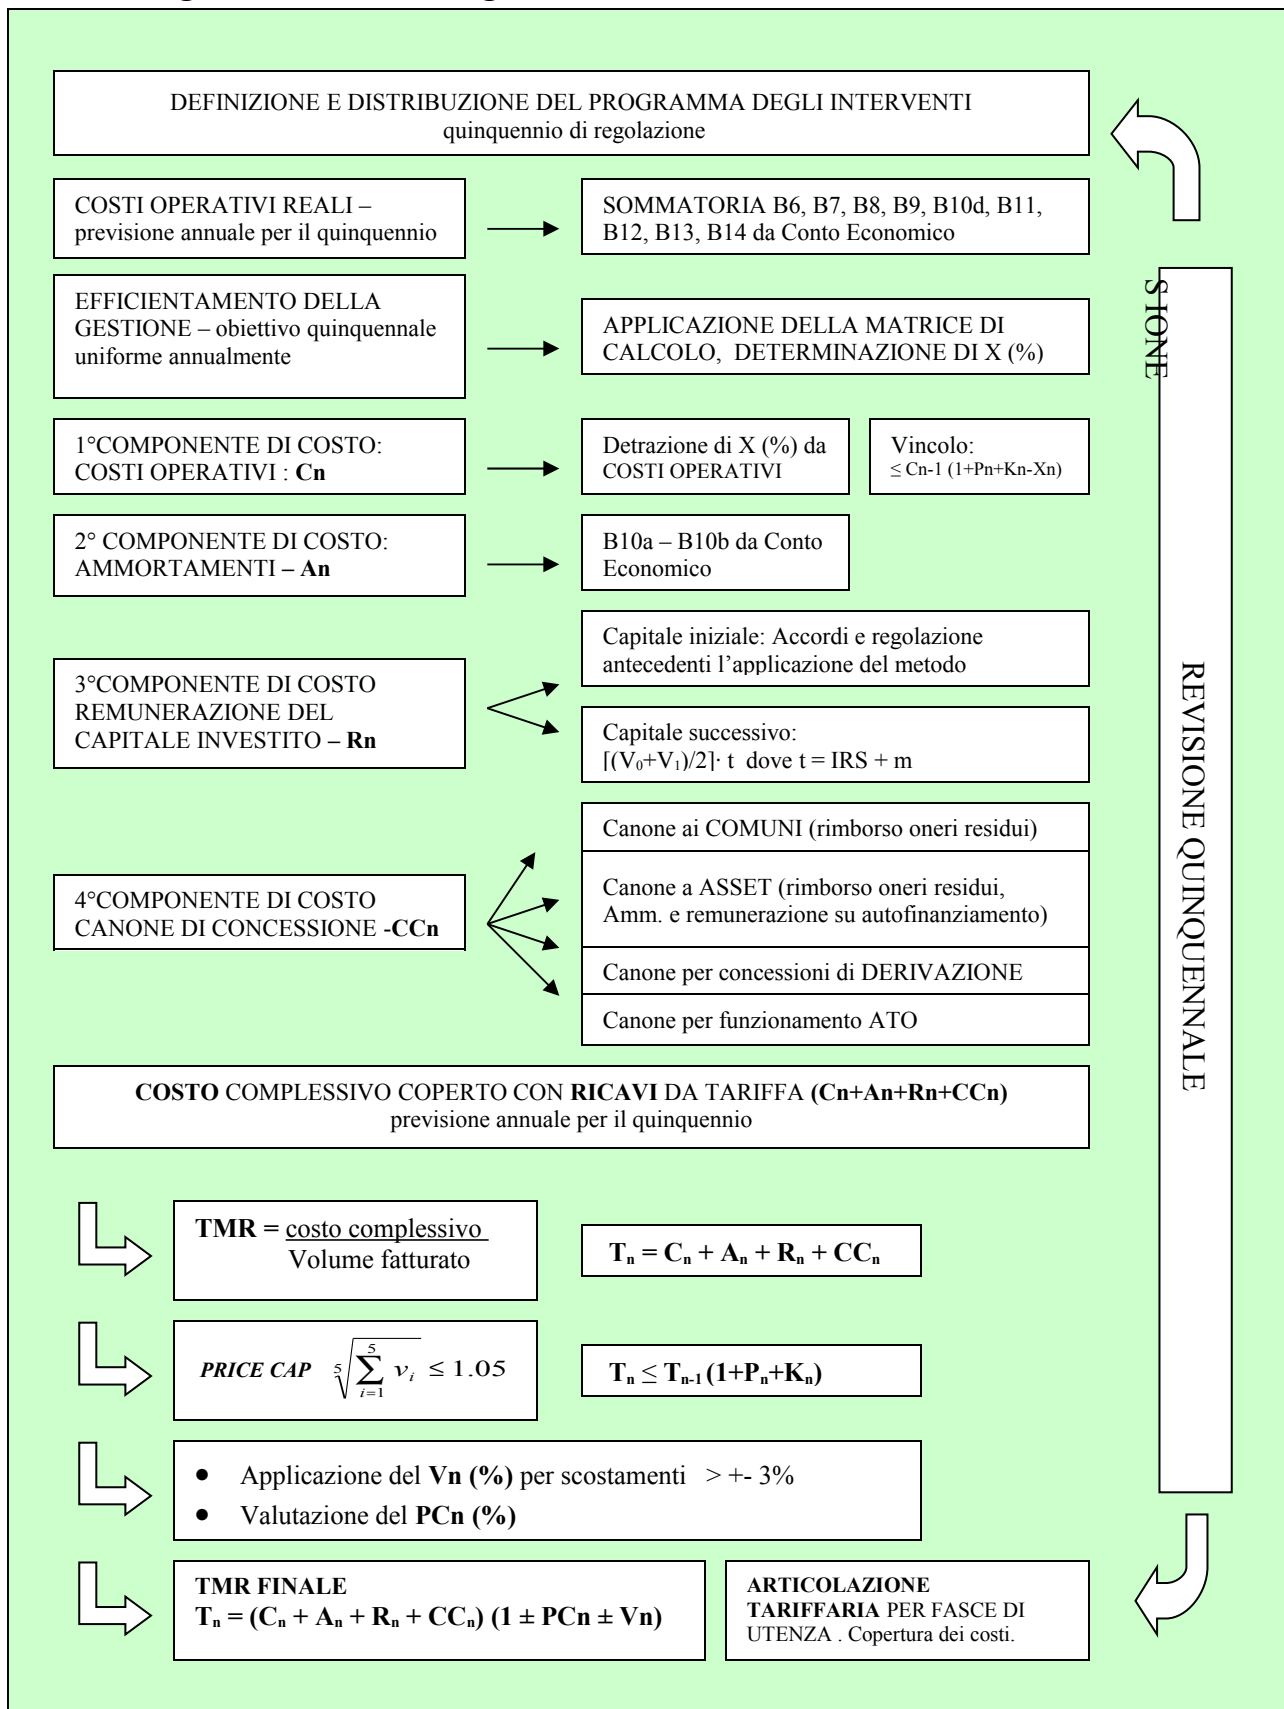 DEFINIZIONE E DISTRIBUZIONE DEL PROGRAMMA DEGLI INTERVENTI
quinquennio di regolazione
COSTI OPERATIVI REALI –
previsione annuale per il quinquennio
SOMMATORIA B6, B7, B8, B9, B10d, B11,
B12, B13, B14 da Conto Economico
EFFICIENTAMENTO DELLA
GESTIONE – obiettivo quinquennale
uniforme annualmente
APPLICAZIONE DELLA MATRICE DI
CALCOLO, DETERMINAZIONE DI X (%)
1°COMPONENTE DI COSTO:
COSTI OPERATIVI : Cn
Detrazione di X (%) da
COSTI OPERATIVI
Vincolo:
≤ Cn-1 (1+Pn+Kn-Xn)
2° COMPONENTE DI COSTO:
AMMORTAMENTI – An
B10a – B10b da Conto
Economico
3°COMPONENTE DI COSTO
REMUNERAZIONE DEL
CAPITALE INVESTITO – Rn
Capitale iniziale: Accordi e regolazione
antecedenti l'applicazione del metodo
Capitale successivo:
[(V₀+V₁)/2]· t dove t = IRS + m
4°COMPONENTE DI COSTO
CANONE DI CONCESSIONE -CCn
Canone ai COMUNI (rimborso oneri residui)
Canone a ASSET (rimborso oneri residui,
Amm. e remunerazione su autofinanziamento)
Canone per concessioni di DERIVAZIONE
Canone per funzionamento ATO
COSTO COMPLESSIVO COPERTO CON RICAVI DA TARIFFA (Cn+An+Rn+CCn)
previsione annuale per il quinquennio
TMR = costo complessivo
Volume fatturato
Tₙ = Cₙ + Aₙ + Rₙ + CCₙ
PRICE CAP ⁵√∑ᵢ₌₁⁵ vᵢ ≤ 1.05
Tₙ ≤ Tₙ₋₁ (1+Pₙ+Kₙ)
• Applicazione del Vn (%) per scostamenti > +- 3%
• Valutazione del PCn (%)
TMR FINALE
Tₙ = (Cₙ + Aₙ + Rₙ + CCₙ) (1 ± PCn ± Vn)
ARTICOLAZIONE
TARIFFARIA PER FASCE DI
UTENZA . Copertura dei costi.
S IONE
REVISIONE QUINQUENNALE